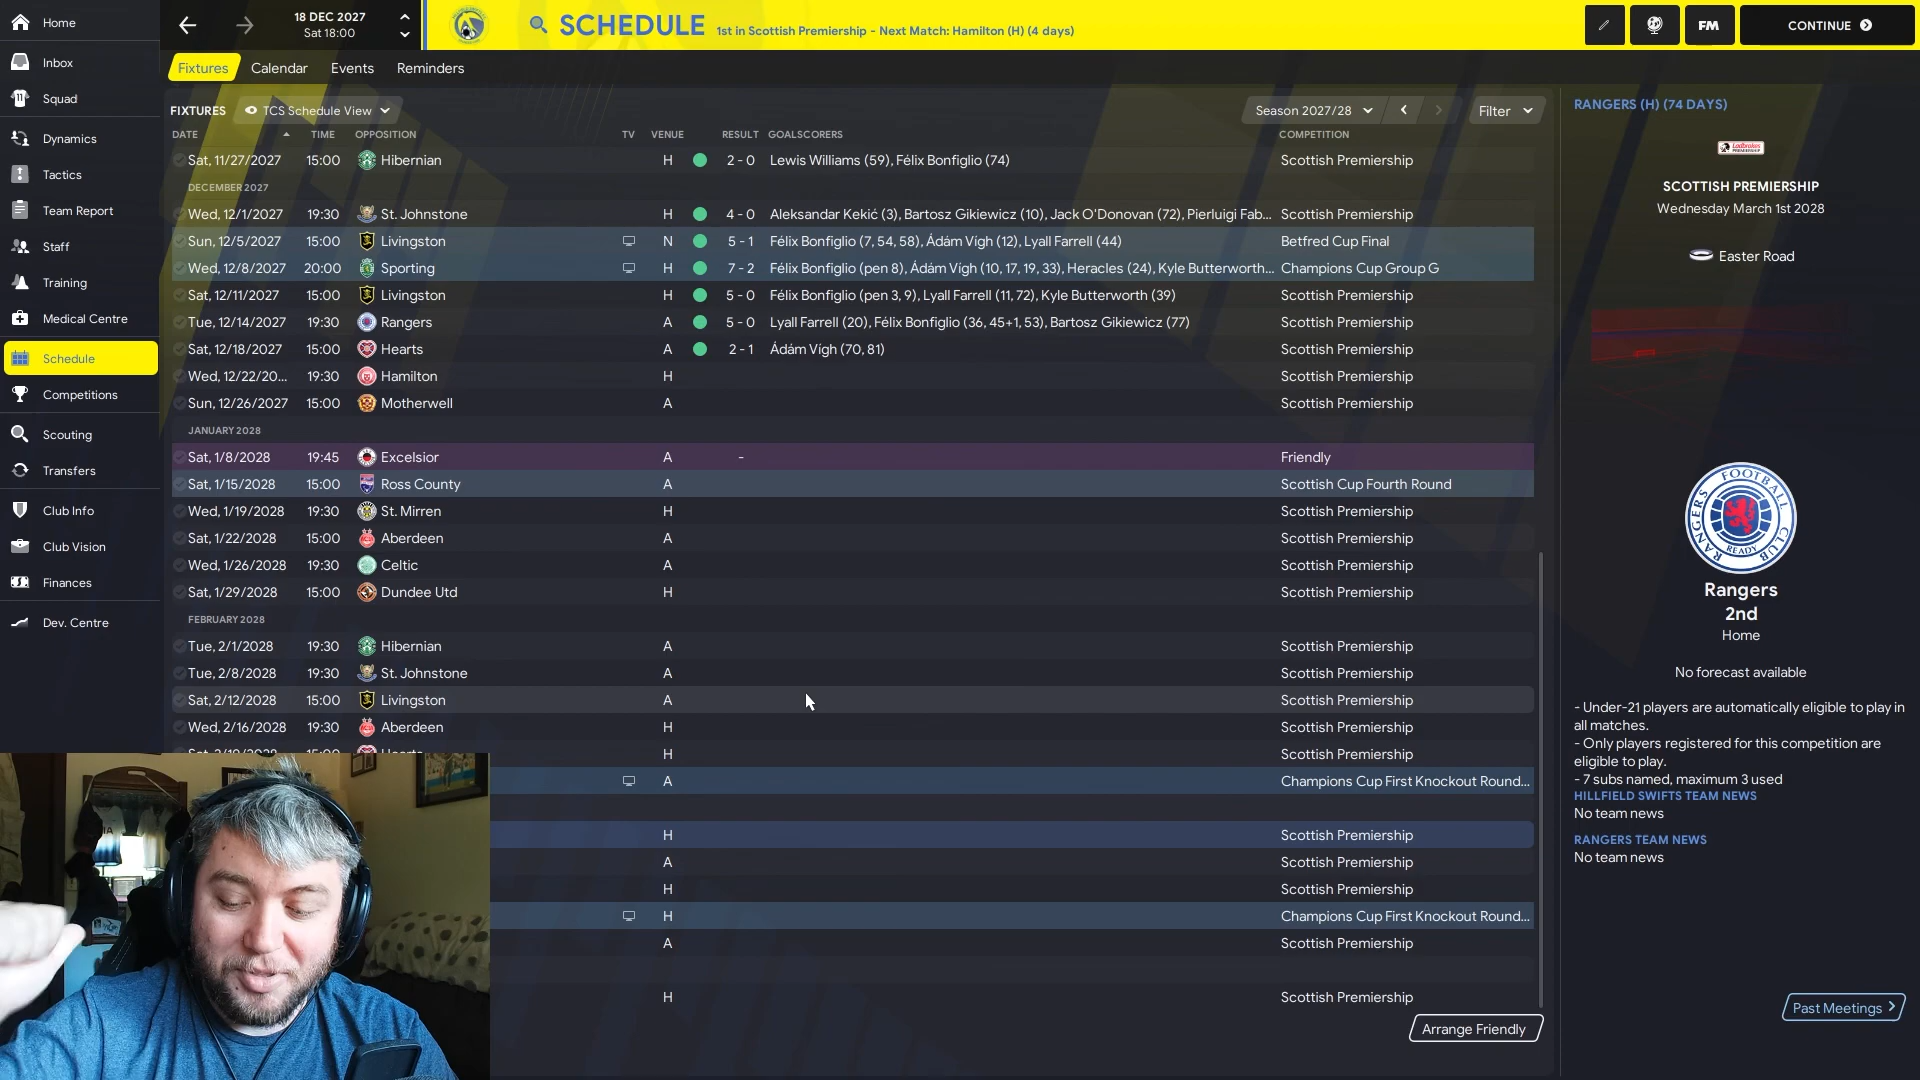 Home
Inbox
Squad
Dynamics
Tactics
Team Report
Staff
Training
Medical Centre
Schedule
Competitions
Scouting
Transfers
Club Info
Club Vision
Finances
Dev. Centre
18 DEC 2027
Sat 18:00
SCHEDULE 1st in Scottish Premiership - Next Match: Hamilton (H) (4 days)
FM
CONTINUE
Fixtures Calendar Events Reminders
FIXTURES TCS Schedule View Season 2027/28 Filter
DATE TIME OPPOSITION TV VENUE RESULT GOALSCORERS COMPETITION
Sat, 11/27/2027 15:00 Hibernian H 2 - 0 Lewis Williams (59), Félix Bonfiglio (74) Scottish Premiership
DECEMBER 2027
Wed, 12/1/2027 19:30 St. Johnstone H 4 - 0 Aleksandar Kekić (3), Bartosz Gikiewicz (10), Jack O'Donovan (72), Pierluigi Fab... Scottish Premiership
Sun, 12/5/2027 15:00 Livingston N 5 - 1 Félix Bonfiglio (7, 54, 58), Ádám Vígh (12), Lyall Farrell (44) Betfred Cup Final
Wed, 12/8/2027 20:00 Sporting H 7 - 2 Félix Bonfiglio (pen 8), Ádám Vígh (10, 17, 19, 33), Heracles (24), Kyle Butterworth... Champions Cup Group G
Sat, 12/11/2027 15:00 Livingston H 5 - 0 Félix Bonfiglio (pen 3, 9), Lyall Farrell (11, 72), Kyle Butterworth (39) Scottish Premiership
Tue, 12/14/2027 19:30 Rangers A 5 - 0 Lyall Farrell (20), Félix Bonfiglio (36, 45+1, 53), Bartosz Gikiewicz (77) Scottish Premiership
Sat, 12/18/2027 15:00 Hearts A 2 - 1 Ádám Vígh (70, 81) Scottish Premiership
Wed, 12/22/20... 19:30 Hamilton H Scottish Premiership
Sun, 12/26/2027 15:00 Motherwell A Scottish Premiership
JANUARY 2028
Sat, 1/8/2028 19:45 Excelsior A - Friendly
Sat, 1/15/2028 15:00 Ross County A Scottish Cup Fourth Round
Wed, 1/19/2028 19:30 St. Mirren H Scottish Premiership
Sat, 1/22/2028 15:00 Aberdeen A Scottish Premiership
Wed, 1/26/2028 19:30 Celtic A Scottish Premiership
Sat, 1/29/2028 15:00 Dundee Utd H Scottish Premiership
FEBRUARY 2028
Tue, 2/1/2028 19:30 Hibernian A Scottish Premiership
Tue, 2/8/2028 19:30 St. Johnstone A Scottish Premiership
Sat, 2/12/2028 15:00 Livingston A Scottish Premiership
Wed, 2/16/2028 19:30 Aberdeen H Scottish Premiership
H Scottish Premiership
A Champions Cup First Knockout Round...
H Scottish Premiership
A Scottish Premiership
H Scottish Premiership
H Champions Cup First Knockout Round...
A Scottish Premiership
H Scottish Premiership
Arrange Friendly
RANGERS (H) (74 DAYS)
SCOTTISH PREMIERSHIP
Wednesday March 1st 2028
Easter Road
RANGERS FOOTBALL CLUB
READY
Rangers
2nd
Home
No forecast available
- Under-21 players are automatically eligible to play in
all matches.
- Only players registered for this competition are
eligible to play.
- 7 subs named, maximum 3 used
HILLFIELD SWIFTS TEAM NEWS
No team news
RANGERS TEAM NEWS
No team news
Past Meetings